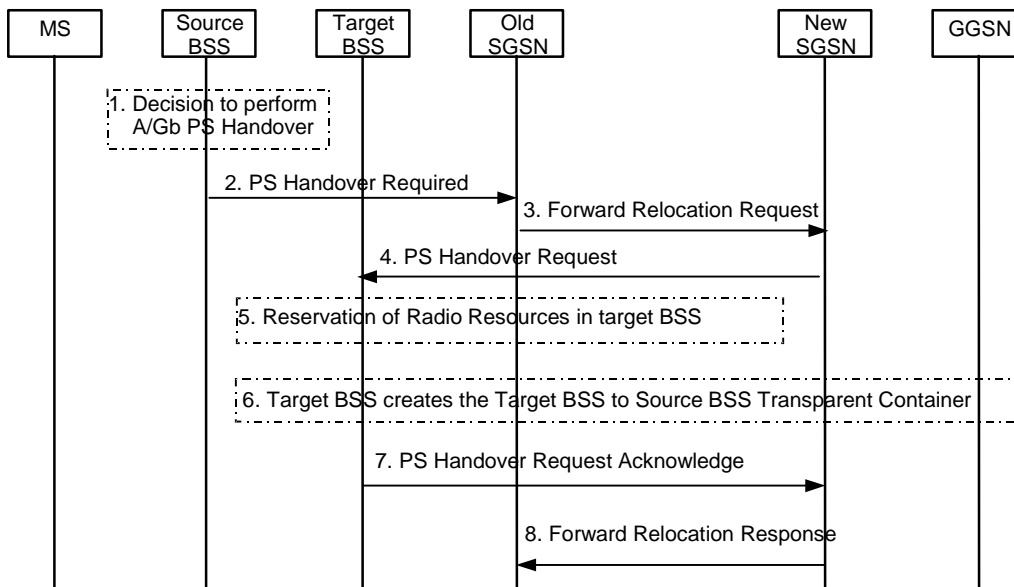 MS
Source
BSS
Target
BSS
Old
SGSN
New
SGSN
GGSN
1. Decision to perform
A/Gb PS Handover
2. PS Handover Required
3. Forward Relocation Request
4. PS Handover Request
5. Reservation of Radio Resources in target BSS
6. Target BSS creates the Target BSS to Source BSS Transparent Container
7. PS Handover Request Acknowledge
8. Forward Relocation Response